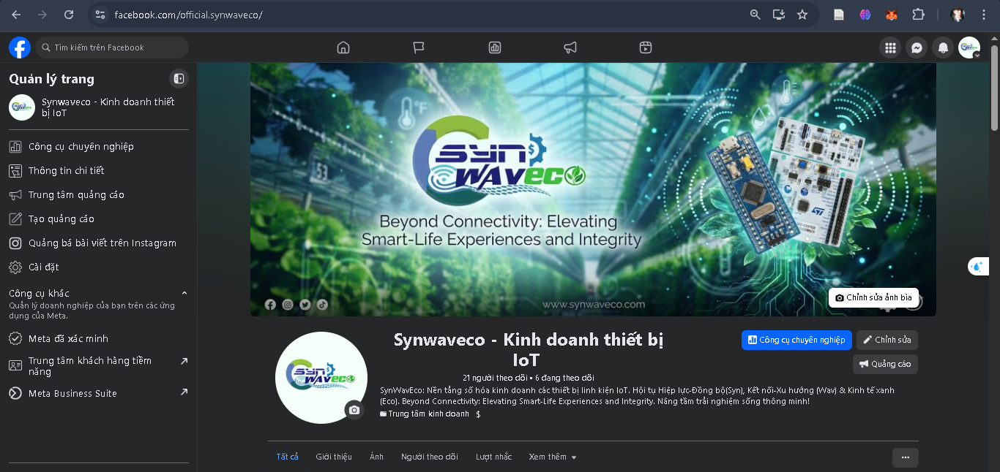 facebook.com/official.synwaveco/
Tìm kiếm trên Facebook
Quản lý trang
Synwaveco - Kinh doanh thiết
bị IoT
Công cụ chuyên nghiệp
Thông tin chi tiết
Trung tâm quảng cáo
Tạo quảng cáo
Quảng bá bài viết trên Instagram
Cài đặt
Công cụ khác
Quản lý doanh nghiệp của bạn trên các ứng
dụng của Meta.
Meta đã xác minh
Trung tâm khách hàng tiềm
năng
Meta Business Suite
°F
53
Syn
WAVeco
Beyond Connectivity: Elevating
Smart-Life Experiences and Integrity
ST
www.synwaveco.com
Chỉnh sửa ảnh bìa
Syn
WAVeco
Synwaveco - Kinh doanh thiết bị
IoT
21 người theo dõi • 6 đang theo dõi
SynWavEco: Nền tảng số hóa kinh doanh các thiết bị linh kiện IoT. Hội tụ Hiệp lực-Đồng bộ(Syn), Kết nối-Xu hướng (Wav) & Kinh tế xanh
(Eco). Beyond Connectivity: Elevating Smart-Life Experiences and Integrity. Nâng tầm trải nghiệm sống thông minh!
Trung tâm kinh doanh $
Công cụ chuyên nghiệp
Chỉnh sửa
Quảng cáo
Tất cả Giới thiệu Ảnh Người theo dõi Lượt nhắc Xem thêm